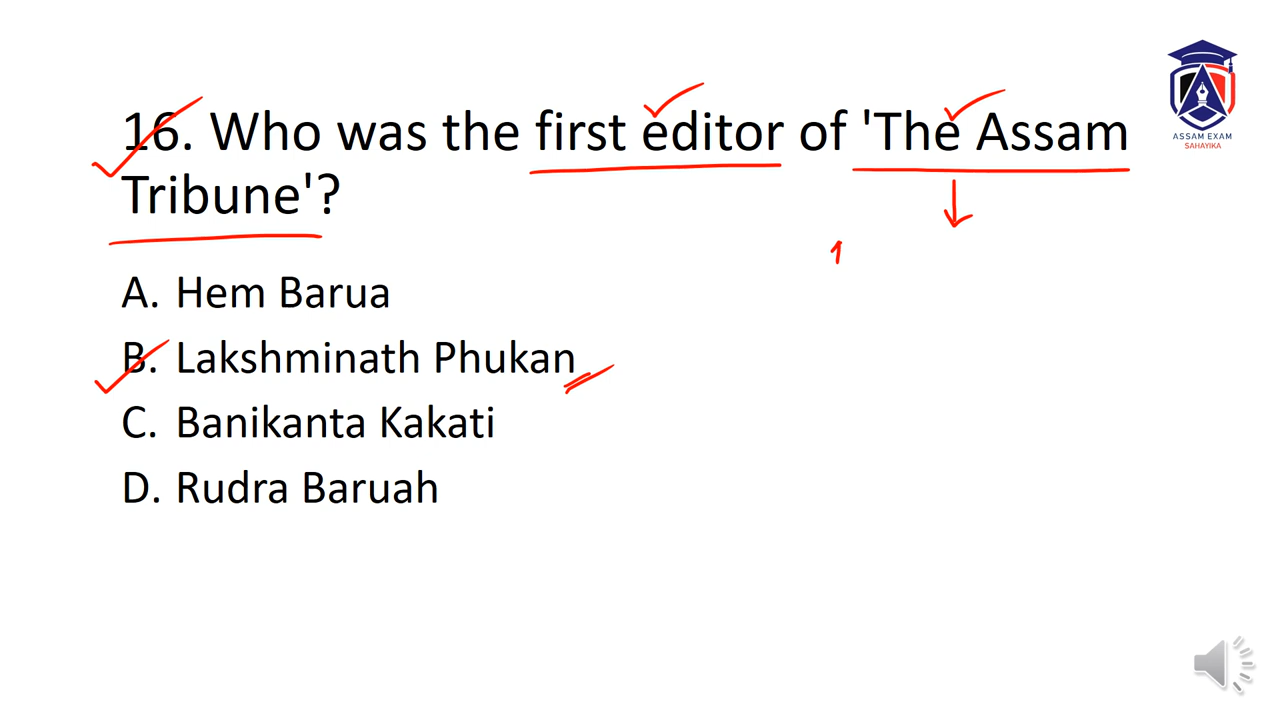 16. Who was the first editor of 'The Assam
Tribune'?
A. Hem Barua
B. Lakshminath Phukan
C. Banikanta Kakati
D. Rudra Baruah
1
ASSAM EXAM
SAHAYIKA